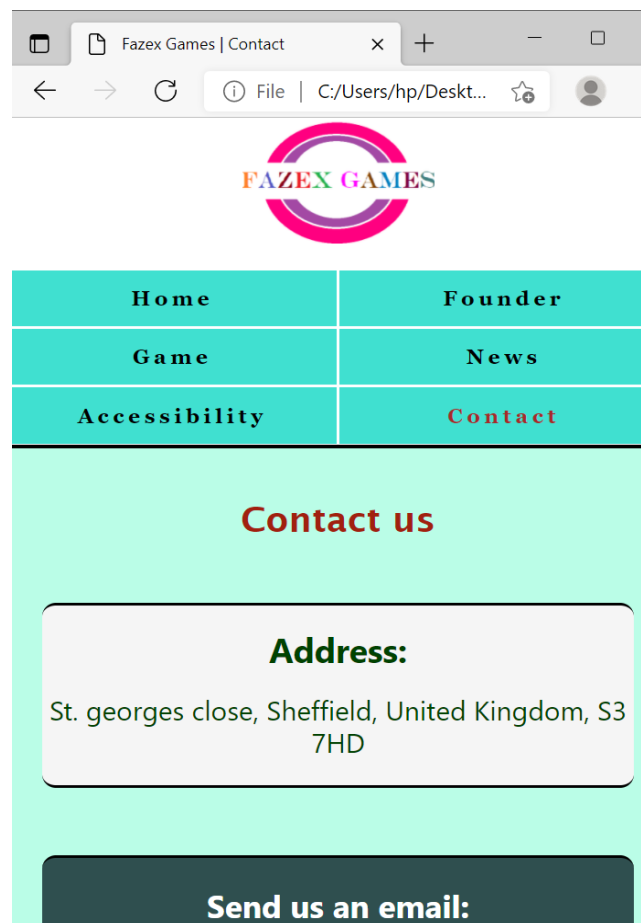 Fazex Games | Contact
File | C:/Users/hp/Deskt...
FAZEX GAMES
Home Founder
Game News
Accessibility Contact
Contact us
Address:
St. georges close, Sheffield, United Kingdom, S3
7HD
Send us an email: